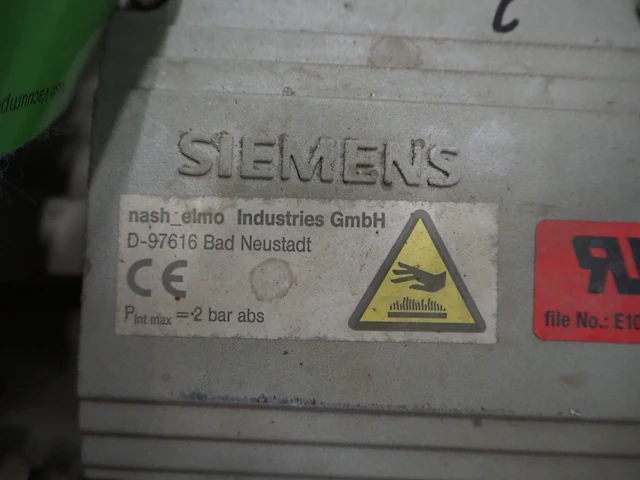 SIEMENS
nash_elmo Industries GmbH
D-97616 Bad Neustadt
CE
Pint max = 2 bar abs
file No.: E10